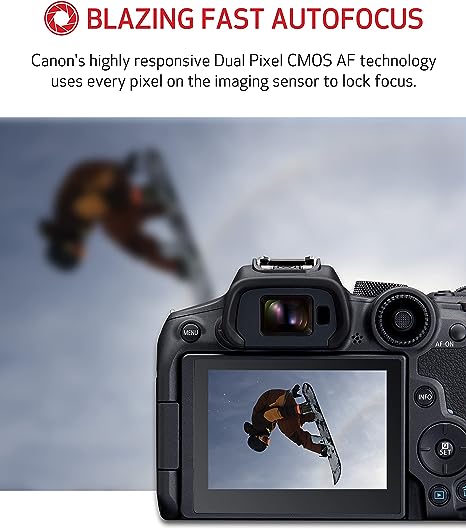 BLAZING FAST AUTOFOCUS
Canon's highly responsive Dual Pixel CMOS AF technology
uses every pixel on the imaging sensor to lock focus.
MENU
AF-ON
INFO
Q
SET